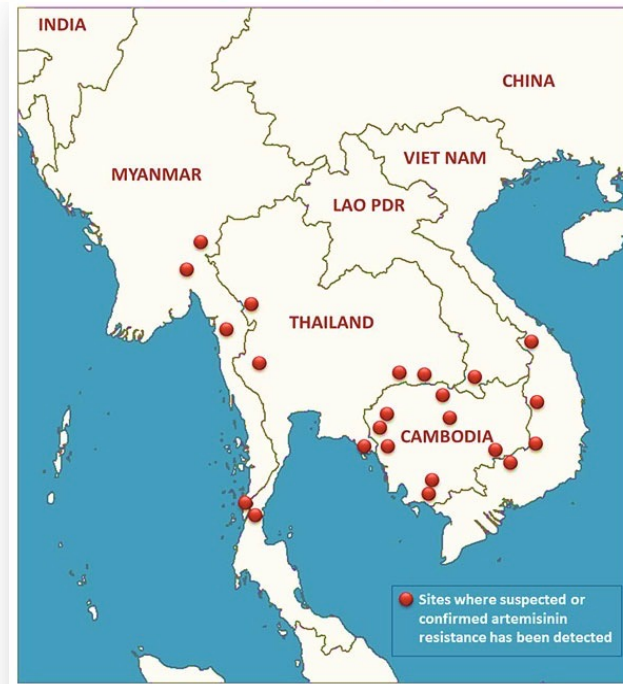 INDIA
CHINA
VIET NAM
MYANMAR
LAO PDR
THAILAND
CAMBODIA
Sites where suspected or
confirmed artemisinin
resistance has been detected